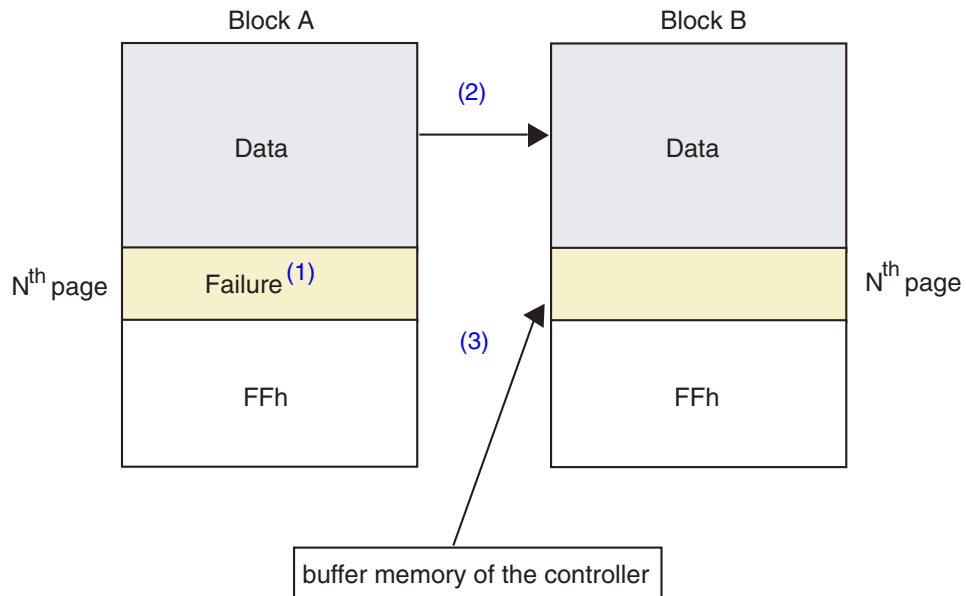 Block A
Block B
(2)
Data
Data
Nth page
Failure(1)
Nth page
(3)
FFh
FFh
buffer memory of the controller